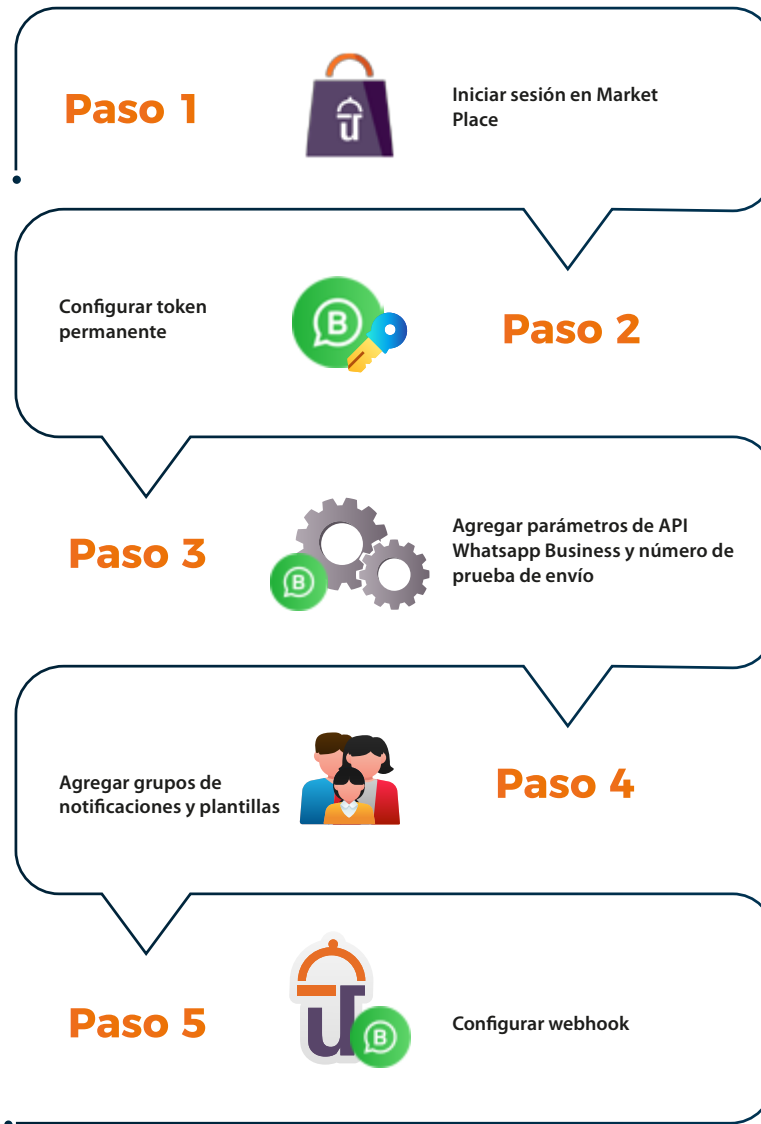 Paso 1
Iniciar sesión en Market
Place
Configurar token
permanente
Paso 2
Paso 3
Agregar parámetros de API
Whatsapp Business y número de
prueba de envío
Agregar grupos de
notificaciones y plantillas
Paso 4
Paso 5
Configurar webhook